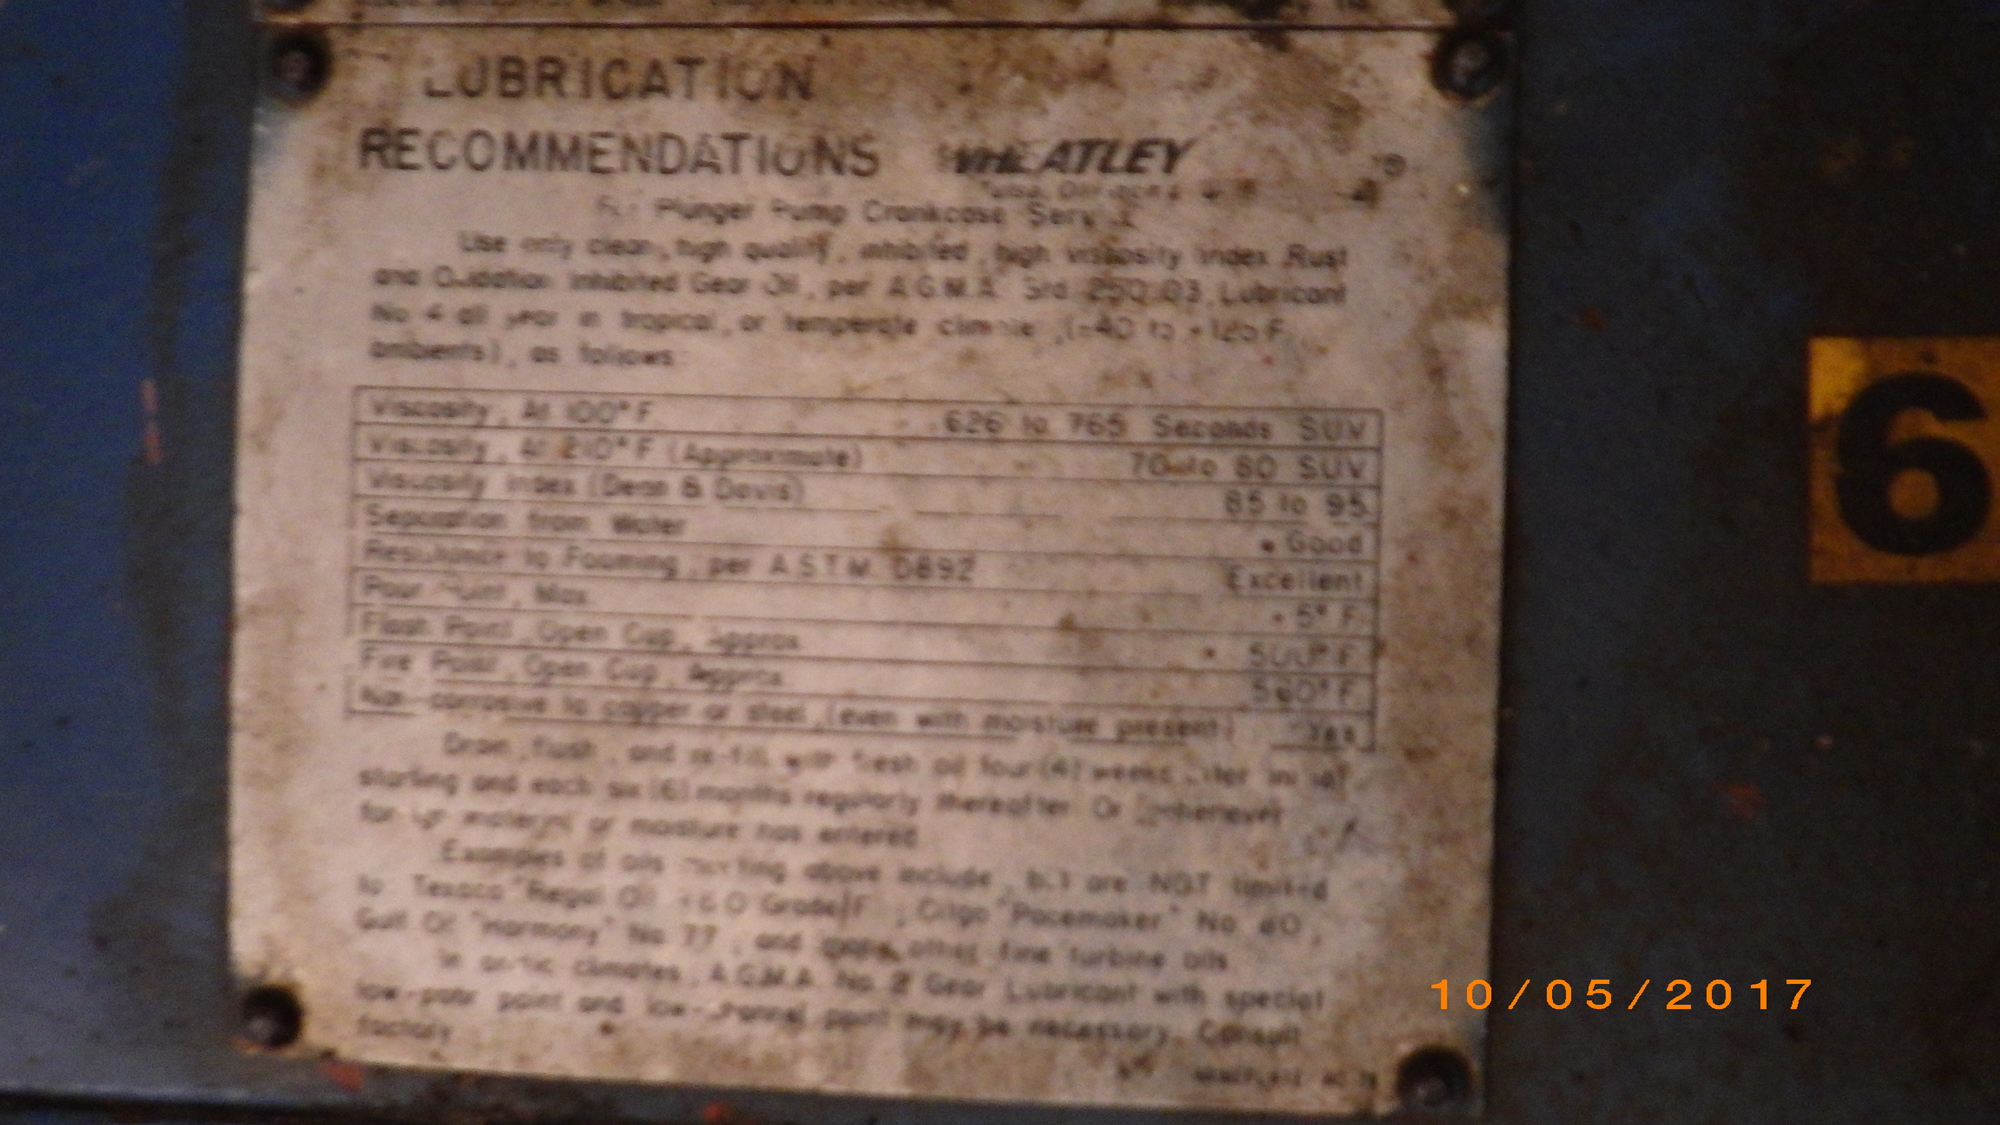 LUBRICATION
RECOMMENDATIONS WHEATLEY
Plunger Pump Crankcase
Use only clean, high quality, inhibited, high viscosity index Rust
and Oxidation Inhibited Gear Oil, per A.G.M.A. Std. 250.03, Lubricant
No 4 all year in tropical, or temperate climate, (-40 to +125 F.
ambients), as follows:
Viscosity, At 100° F. 626 to 765 Seconds SUV
Viscosity, At 210° F (Approximate) 70 to 80 SUV
Viscosity Index (Dean & Davis) 85 to 95
Separation from Water Good
Resistance to Foaming, per A.S.T.M. D892 Excellent
Pour Point, Max. 5° F.
Flash Point, Open Cup, Approx. 500° F.
Fire Point, Open Cup, Approx. F.
Non-corrosive to copper or steel, (even with moisture present) Yes
Drain, flush, and re-fill with fresh oil four (4) weeks after initial
starting and each six (6) months regularly thereafter. Or whenever
foreign material or moisture has entered.
Examples of oils meeting above include, but are NOT limited
to: Texaco "Regal Oil Grade/F", Citgo "Pacemaker" No. 60,
Gulf Oil "Harmony" No. 77, and many other fine turbine oils.
In arctic climates, A.G.M.A. No. 2 Gear Lubricant with special
low-pour point and low-channel point may be necessary. Consult
factory.
6
10/05/2017